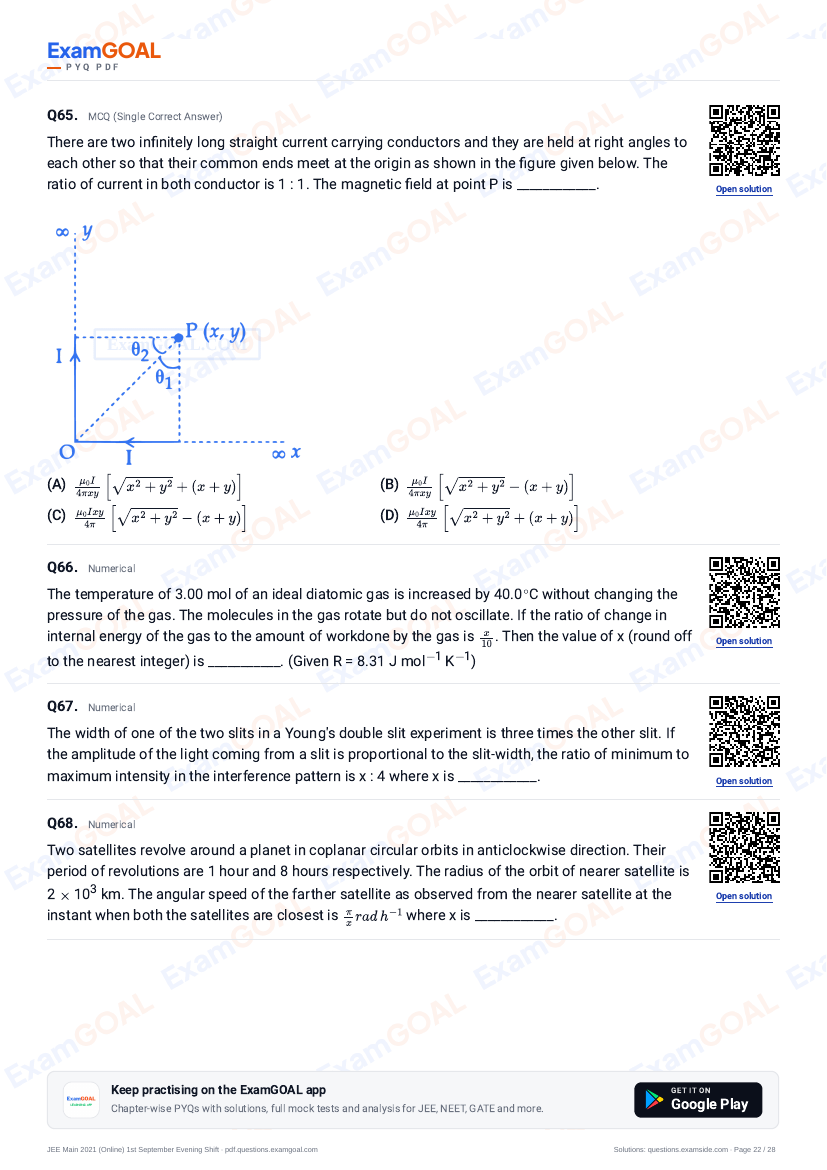 ExamGOAL
PYQ PDF
Q65. MCQ (Single Correct Answer)
There are two infinitely long straight current carrying conductors and they are held at right angles to
each other so that their common ends meet at the origin as shown in the figure given below. The
ratio of current in both conductor is 1 : 1. The magnetic field at point P is ____________.
Open solution
∞ y
P (x, y)
θ2
I
θ1
O
I
∞ x
(A) μ0I/4πxy [√(x² + y²) + (x + y)]
(B) μ0I/4πxy [√(x² + y²) − (x + y)]
(C) μ0Ixy/4π [√(x² + y²) − (x + y)]
(D) μ0Ixy/4π [√(x² + y²) + (x + y)]
Q66. Numerical
The temperature of 3.00 mol of an ideal diatomic gas is increased by 40.0°C without changing the
pressure of the gas. The molecules in the gas rotate but do not oscillate. If the ratio of change in
internal energy of the gas to the amount of workdone by the gas is x/10. Then the value of x (round off
to the nearest integer) is ___________. (Given R = 8.31 J mol⁻¹ K⁻¹)
Open solution
Q67. Numerical
The width of one of the two slits in a Young's double slit experiment is three times the other slit. If
the amplitude of the light coming from a slit is proportional to the slit-width, the ratio of minimum to
maximum intensity in the interference pattern is x : 4 where x is ____________.
Open solution
Q68. Numerical
Two satellites revolve around a planet in coplanar circular orbits in anticlockwise direction. Their
period of revolutions are 1 hour and 8 hours respectively. The radius of the orbit of nearer satellite is
2 × 10³ km. The angular speed of the farther satellite as observed from the nearer satellite at the
instant when both the satellites are closest is π/x rad h⁻¹ where x is ____________.
Open solution
Keep practising on the ExamGOAL app
Chapter-wise PYQs with solutions, full mock tests and analysis for JEE, NEET, GATE and more.
GET IT ON
Google Play
JEE Main 2021 (Online) 1st September Evening Shift · pdf.questions.examgoal.com
Solutions: questions.examside.com · Page 22 / 28